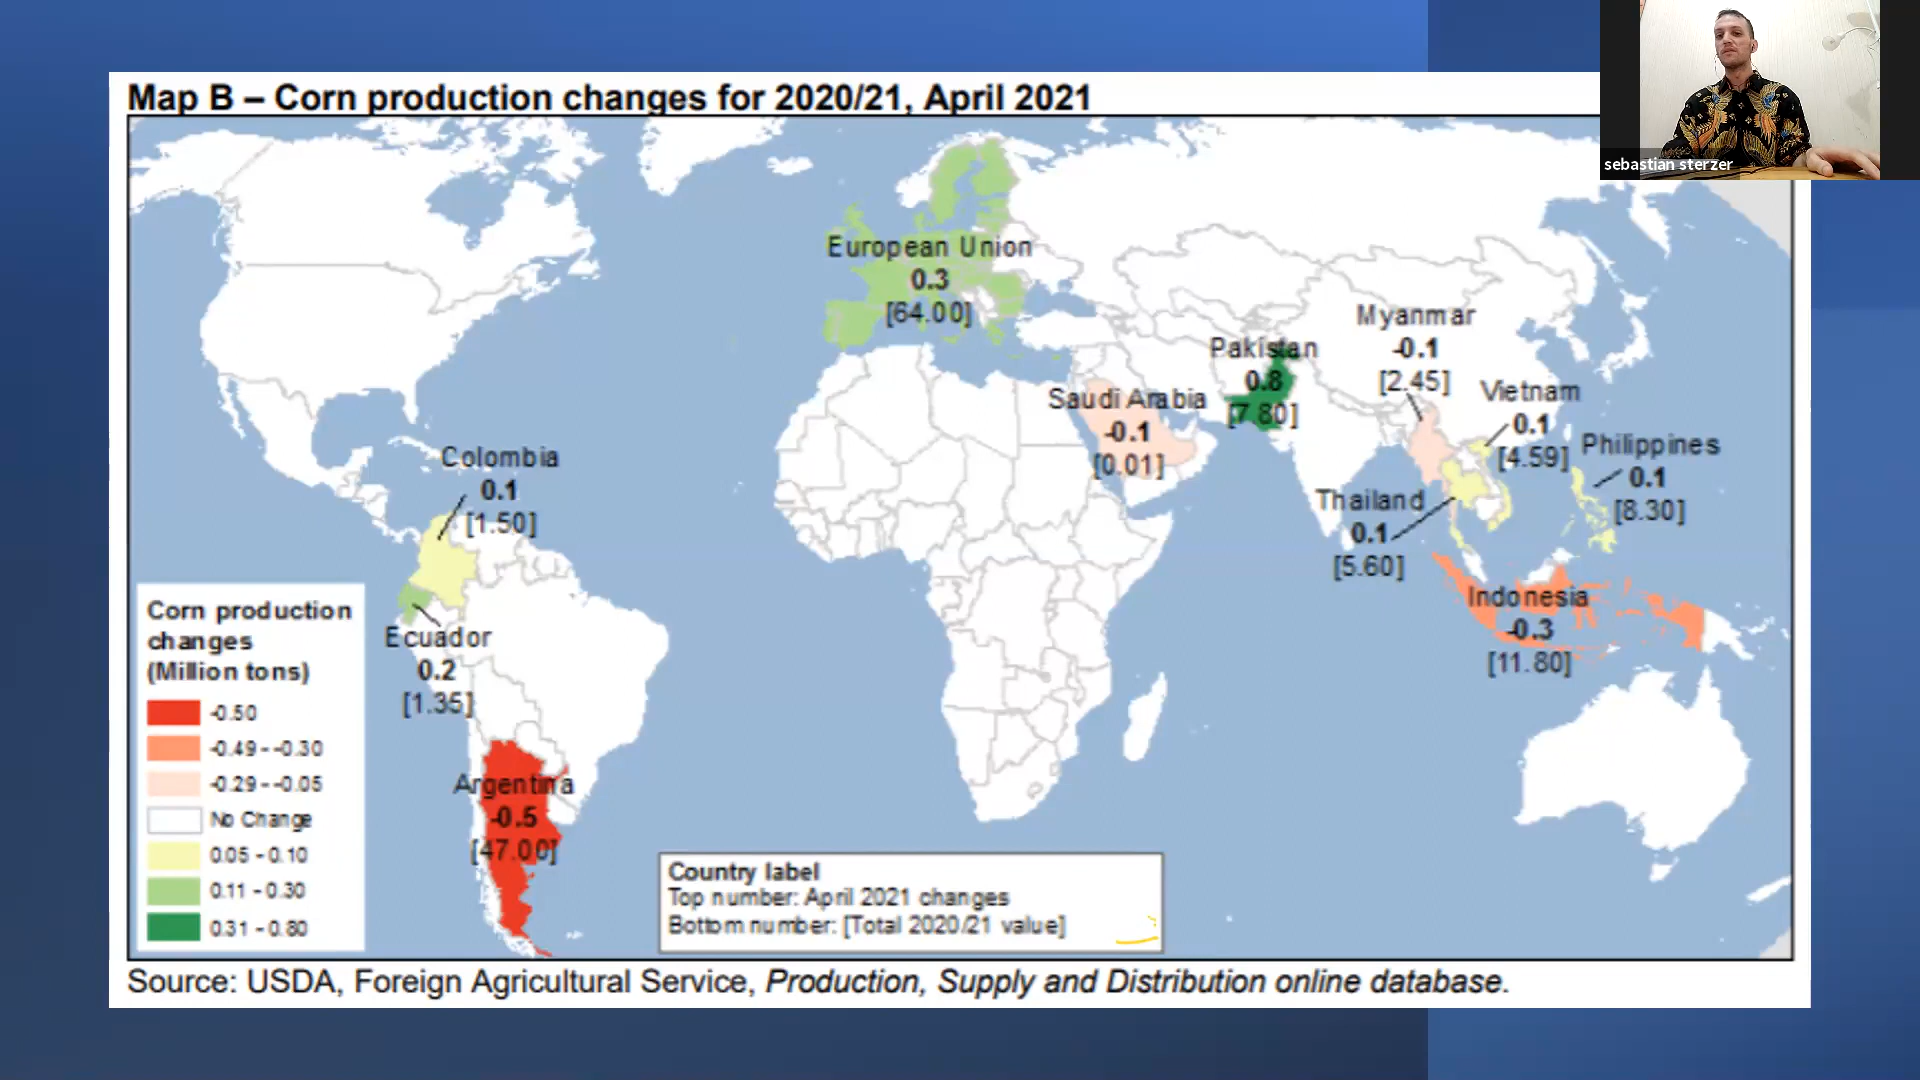 sebastian sterzer
Map B – Corn production changes for 2020/21, April 2021
European Union
0.3
[64.00]
Myanmar
-0.1
[2.45]
Pakistan
0.8
[7.80]
Vietnam
0.1
[4.59]
Saudi Arabia
-0.1
[0.01]
Philippines
0.1
[8.30]
Colombia
0.1
[1.50]
Thailand
0.1
[5.60]
Indonesia
-0.3
[11.80]
Ecuador
0.2
[1.35]
Argentina
-0.5
[47.00]
Corn production
changes
(Million tons)
-0.50
-0.49 - -0.30
-0.29 - -0.05
No Change
0.05 - 0.10
0.11 - 0.30
0.31 - 0.80
Country label
Top number: April 2021 changes
Bottom number: [Total 2020/21 value]
Source: USDA, Foreign Agricultural Service, Production, Supply and Distribution online database.